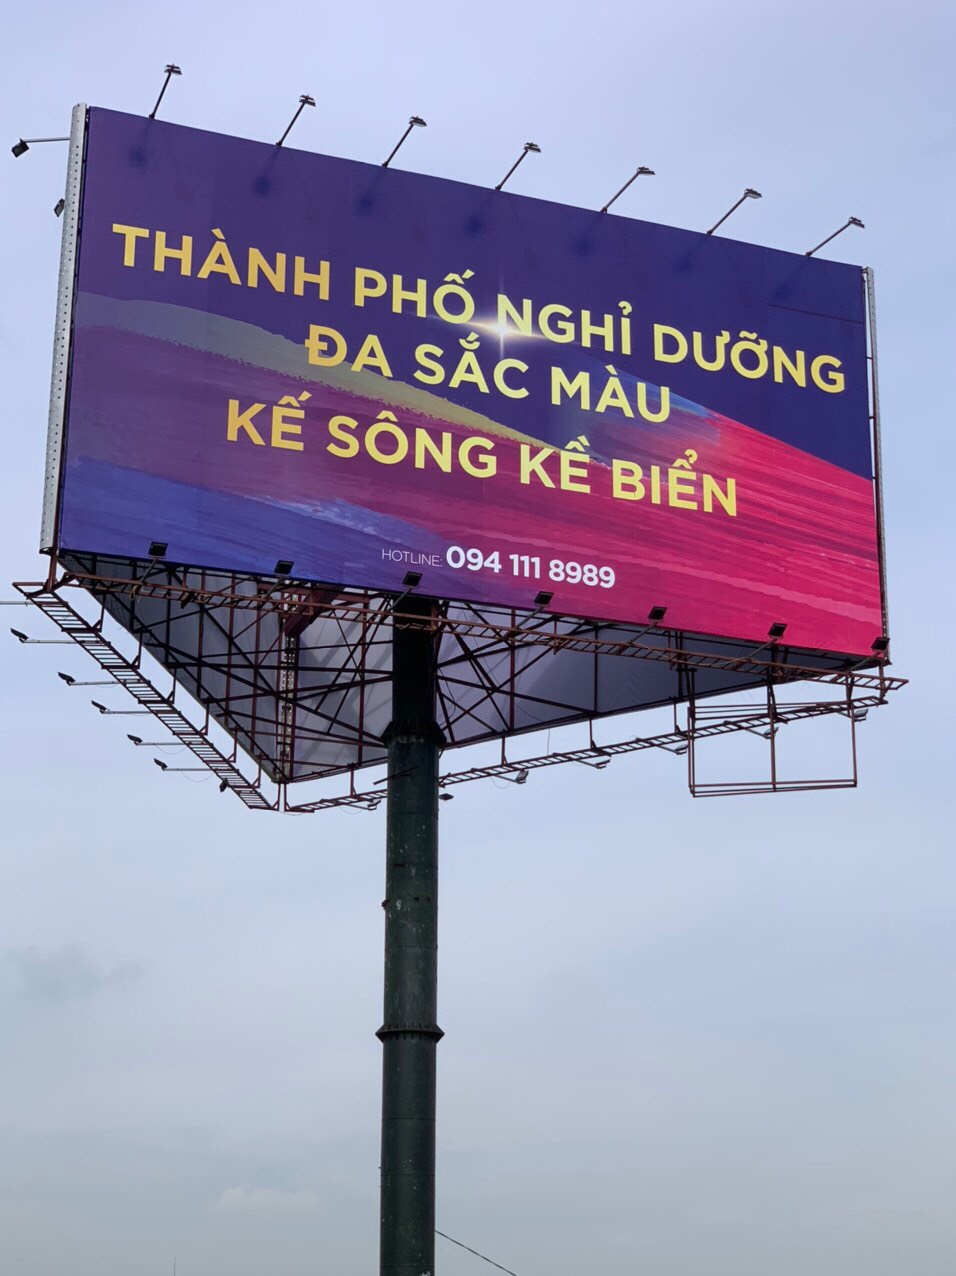 THÀNH PHỐ NGHỈ DƯỠNG
ĐA SẮC MÀU
KẾ SÔNG KỀ BIỂN
HOTLINE: 094 111 8989